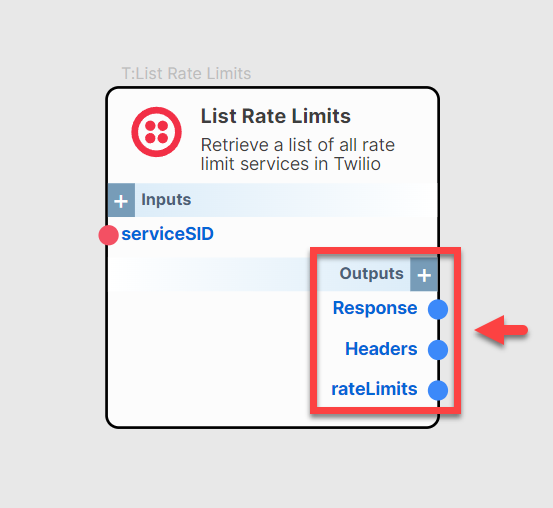 T:List Rate Limits
List Rate Limits
Retrieve a list of all rate
limit services in Twilio
+ Inputs
serviceSID
Outputs +
Response
Headers
rateLimits